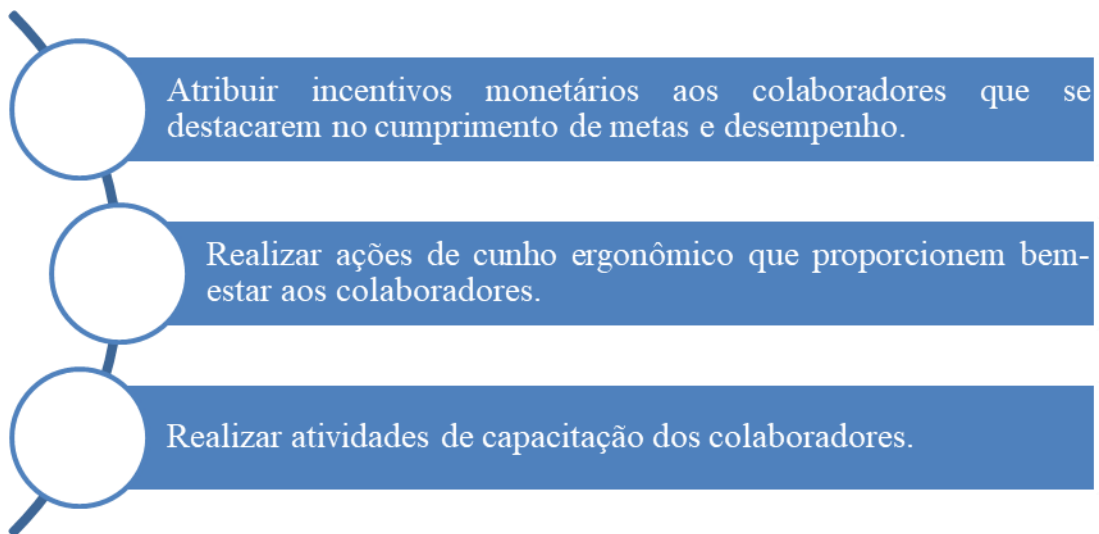 Atribuir incentivos monetários aos colaboradores que se
destacarem no cumprimento de metas e desempenho.
Realizar ações de cunho ergonômico que proporcionem bem-
estar aos colaboradores.
Realizar atividades de capacitação dos colaboradores.